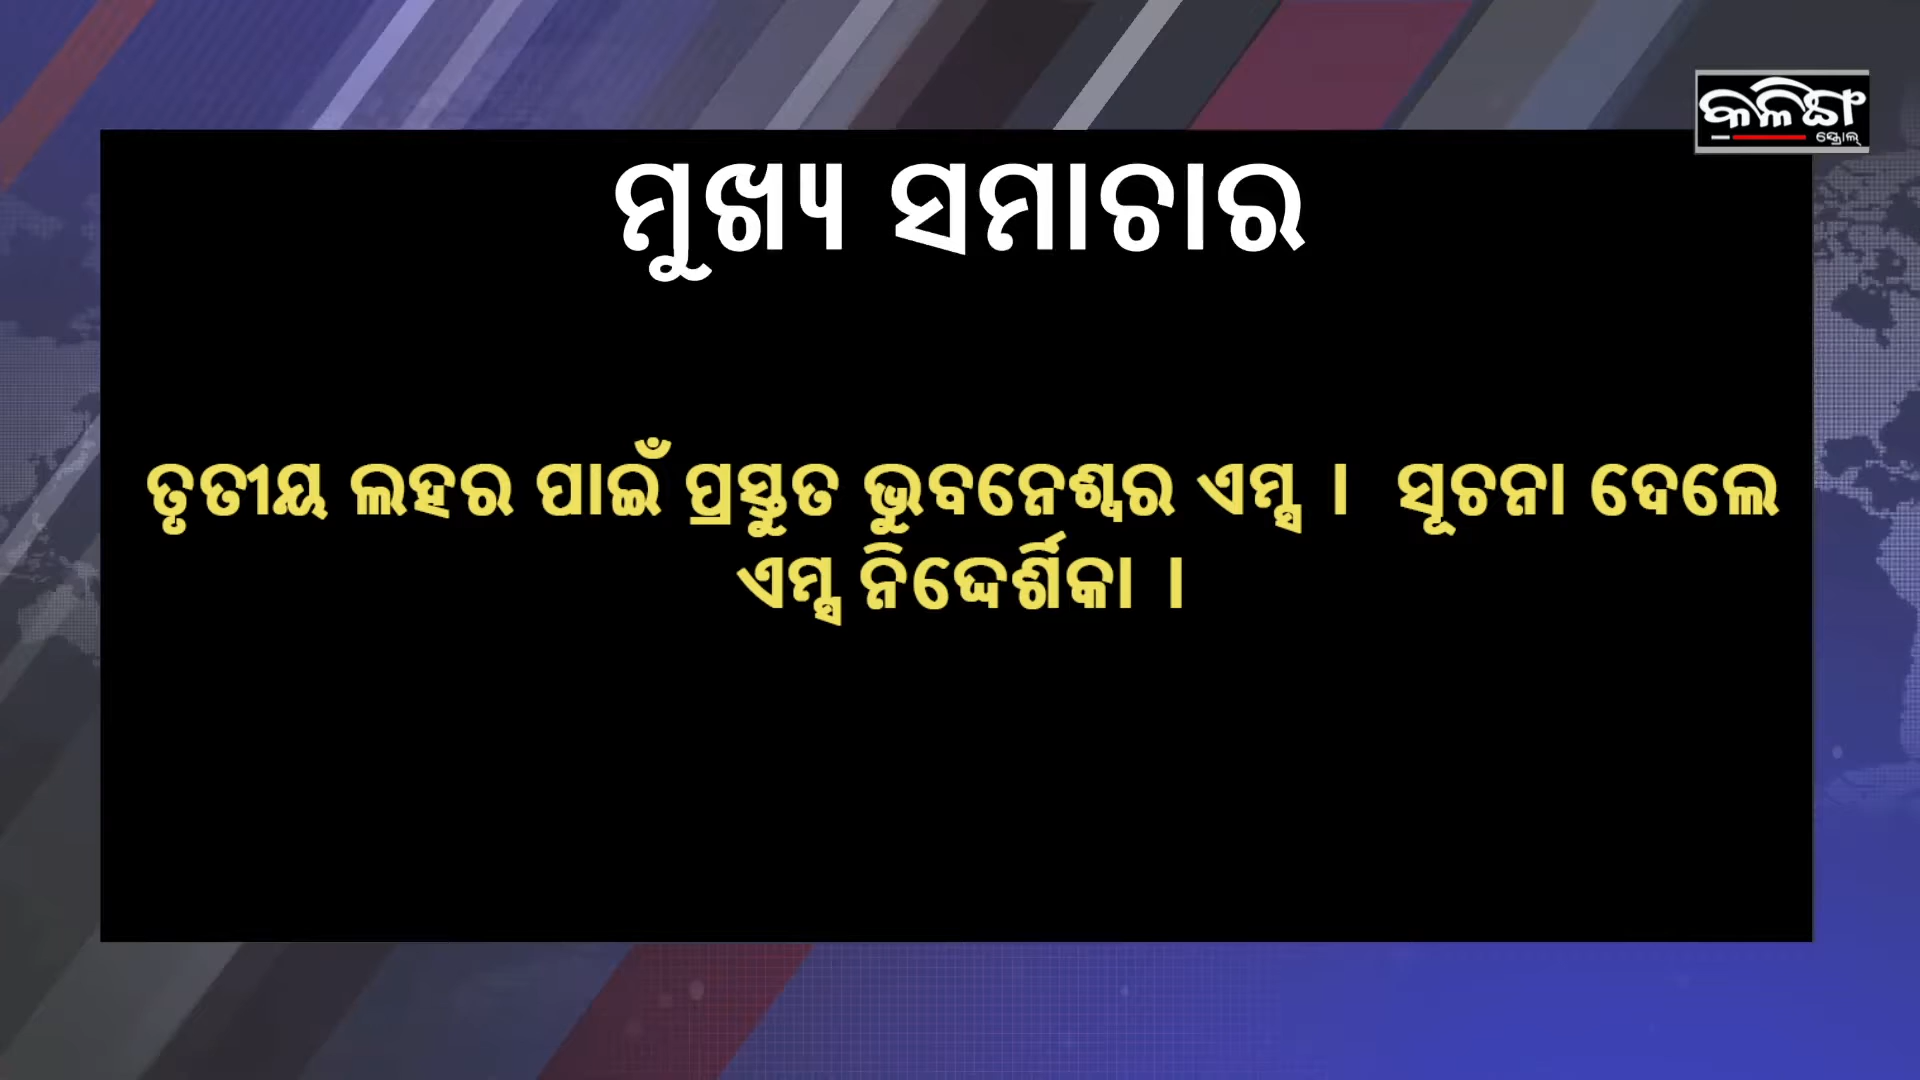 କଳିଙ୍ଗ
ସ୍କ୍ରୋଲ୍
ମୁଖ୍ୟ ସମାଚାର
ତୃତୀୟ ଲହର ପାଇଁ ପ୍ରସ୍ତୁତ ଭୁବନେଶ୍ୱର ଏମ୍ସ ।  ସୂଚନା ଦେଲେ
ଏମ୍ସ ନିଦ୍ଦେର୍ଶିକା ।